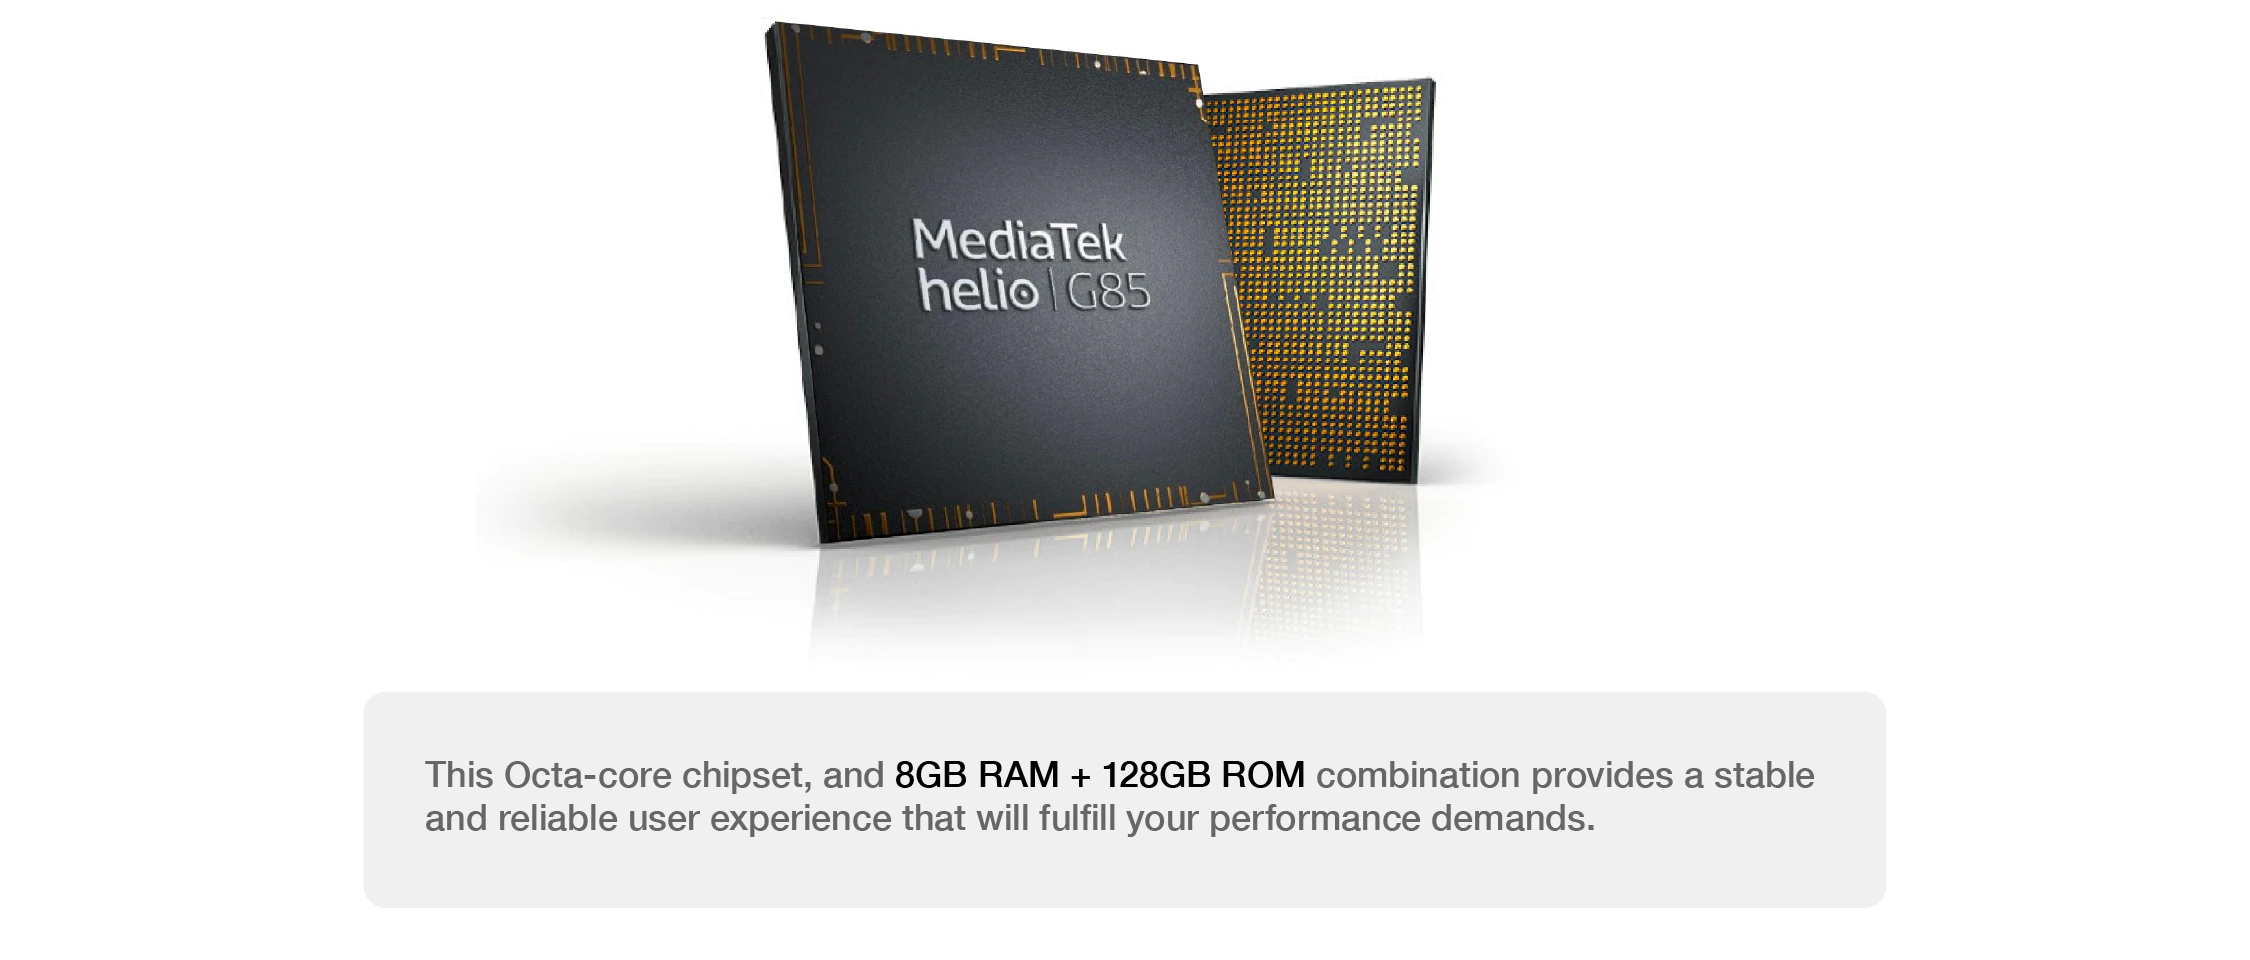 MediaTek
helio | G85
This Octa-core chipset, and 8GB RAM + 128GB ROM combination provides a stable
and reliable user experience that will fulfill your performance demands.